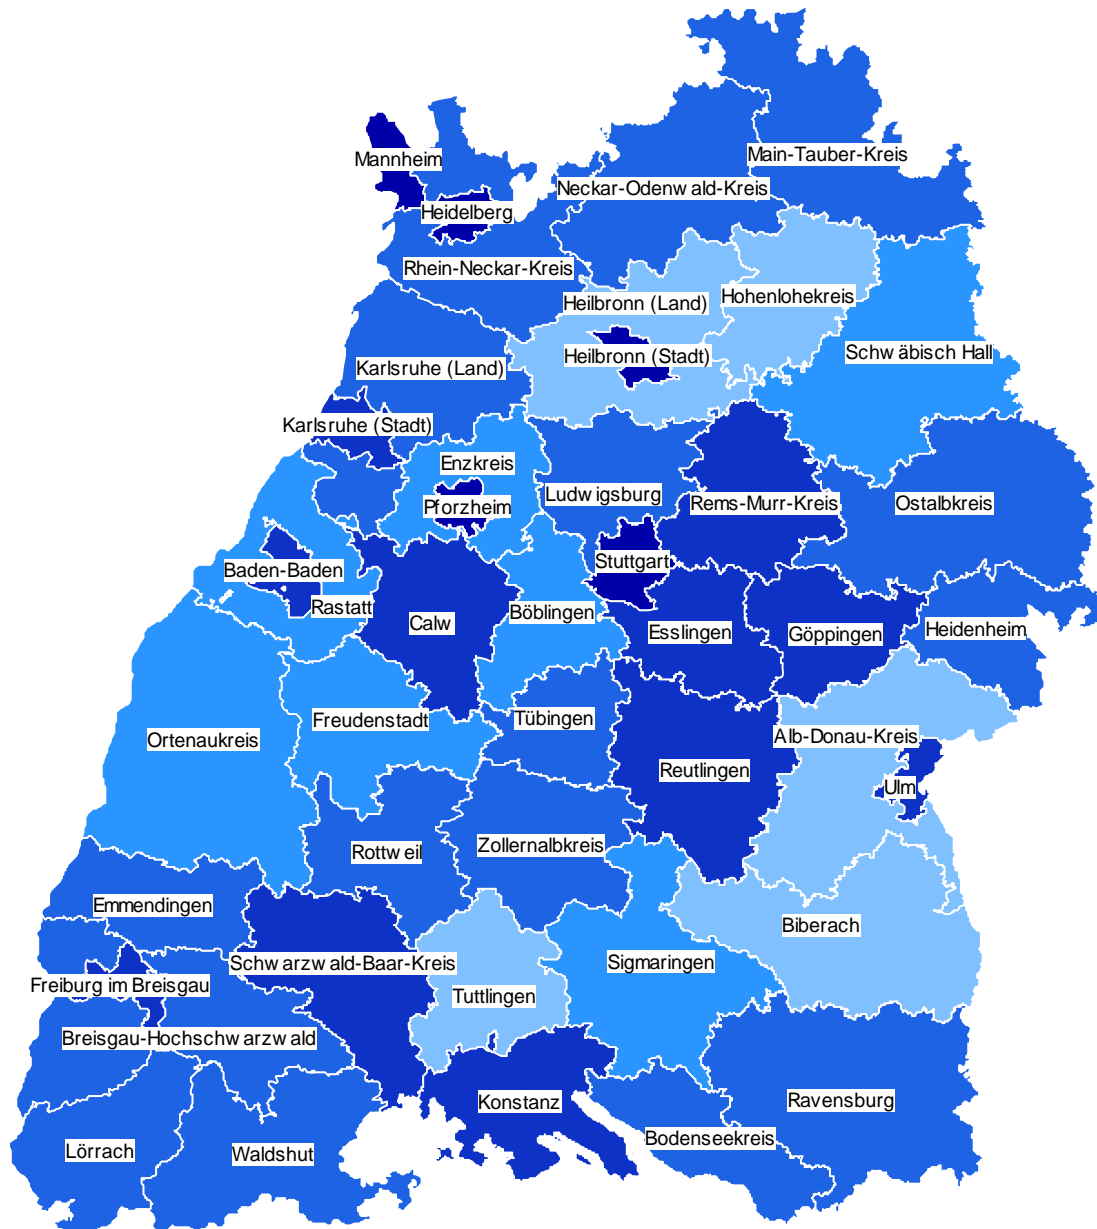 Mannheim
Main-Tauber-Kreis
Neckar-Odenwald-Kreis
Heidelberg
Rhein-Neckar-Kreis
Heilbronn (Land)
Hohenlohekreis
Heilbronn (Stadt)
Schwäbisch Hall
Karlsruhe (Land)
Karlsruhe (Stadt)
Enzkreis
Pforzheim
Ludwigsburg
Rems-Murr-Kreis
Ostalbkreis
Stuttgart
Baden-Baden
Rastatt
Calw
Böblingen
Esslingen
Göppingen
Heidenheim
Freudenstadt
Tübingen
Ortenaukreis
Alb-Donau-Kreis
Reutlingen
Ulm
Rottweil
Zollernalbkreis
Emmendingen
Biberach
Schwarzwald-Baar-Kreis
Sigmaringen
Freiburg im Breisgau
Tuttlingen
Breisgau-Hochschwarzwald
Konstanz
Ravensburg
Bodenseekreis
Lörrach
Waldshut